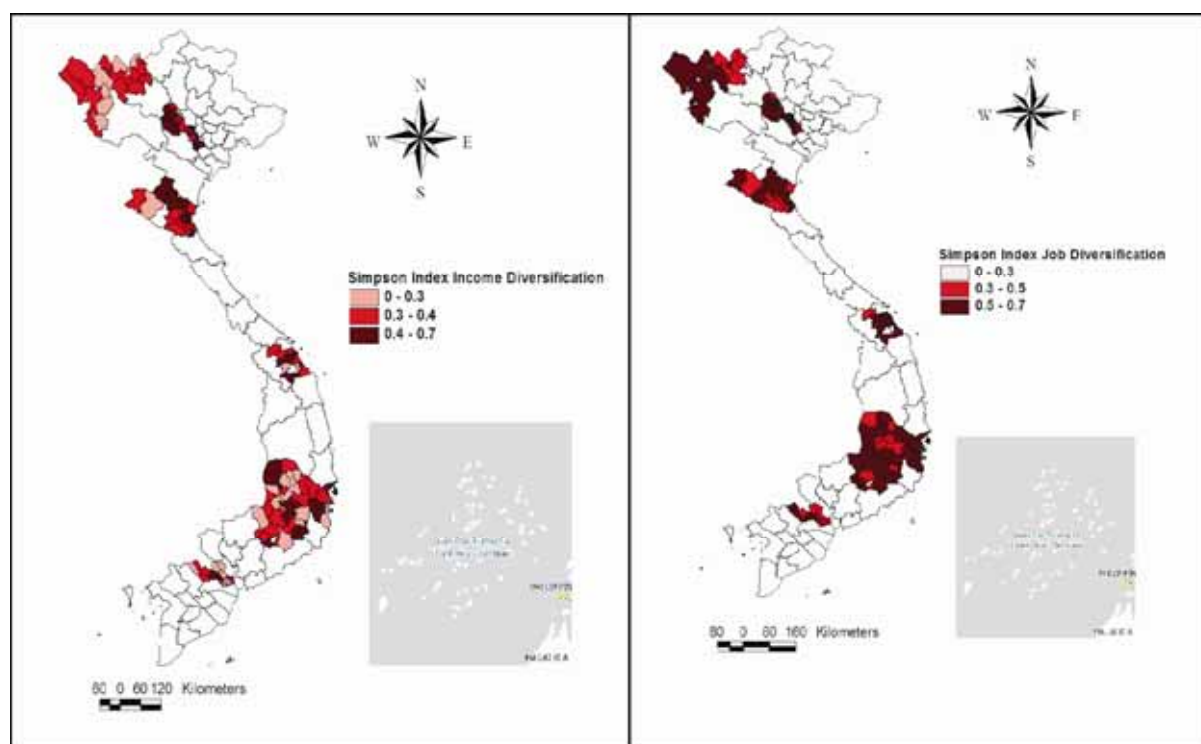 N
W E
S
Simpson Index Income Diversification
0 - 0.3
0.3 - 0.4
0.4 - 0.7
60 0 60 120 Kilometers
N
W E
S
Simpson Index Job Diversification
0 - 0.3
0.3 - 0.5
0.5 - 0.7
80 0 80 160 Kilometers